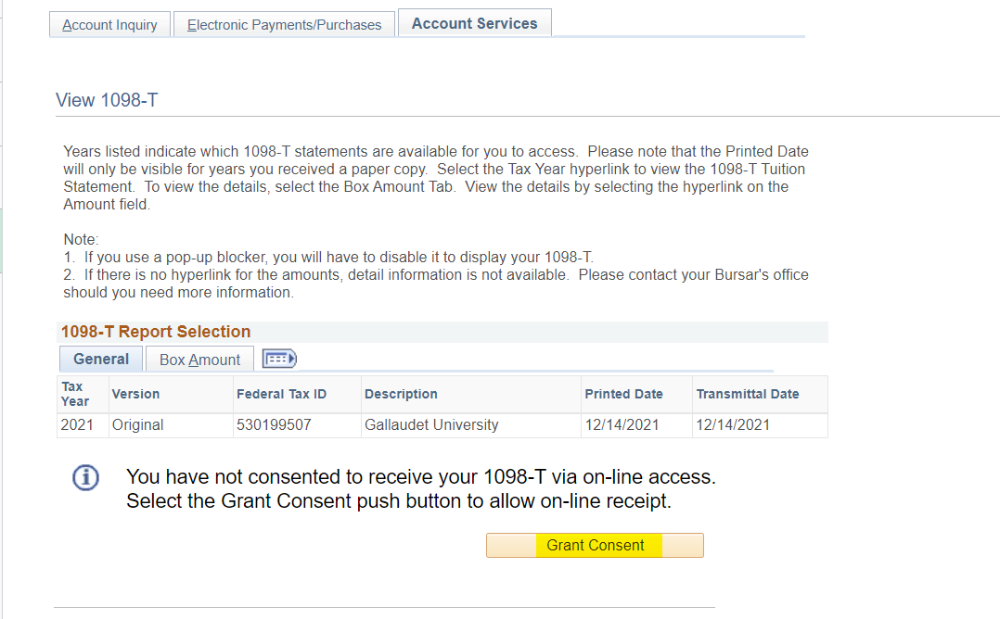 Account Inquiry
Electronic Payments/Purchases
Account Services
View 1098-T
Years listed indicate which 1098-T statements are available for you to access.  Please note that the Printed Date
will only be visible for years you received a paper copy.  Select the Tax Year hyperlink to view the 1098-T Tuition
Statement.  To view the details, select the Box Amount Tab.  View the details by selecting the hyperlink on the
Amount field.
Note:
1.  If you use a pop-up blocker, you will have to disable it to display your 1098-T.
2.  If there is no hyperlink for the amounts, detail information is not available.  Please contact your Bursar's office
should you need more information.
1098-T Report Selection
General
Box Amount
Tax Year
Version
Federal Tax ID
Description
Printed Date
Transmittal Date
2021
Original
530199507
Gallaudet University
12/14/2021
12/14/2021
You have not consented to receive your 1098-T via on-line access.
Select the Grant Consent push button to allow on-line receipt.
Grant Consent